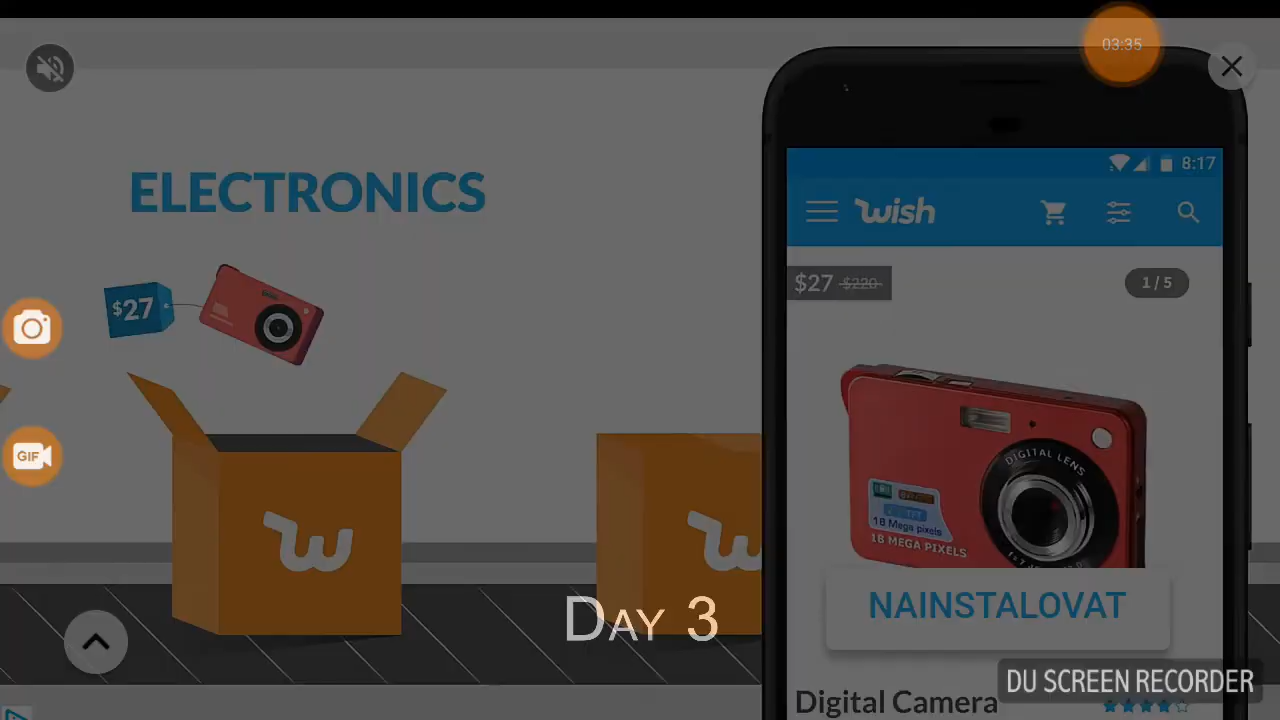 03:35
8:17
ELECTRONICS
wish
$27
$27 $220
1 / 5
DIGITAL LENS
18 Mega pixels
18 MEGA PIXELS
GIF
NAINSTALOVAT
DAY 3
DU SCREEN RECORDER
Digital Camera